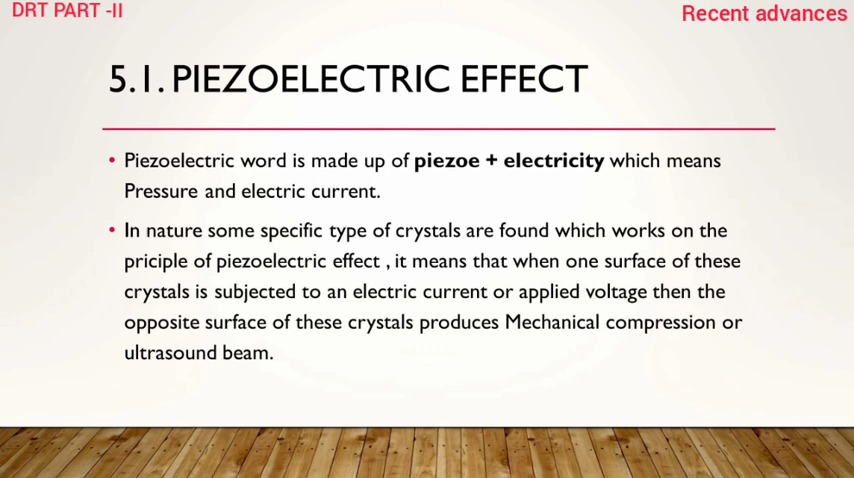 DRT PART -II
Recent advances
5.1. PIEZOELECTRIC EFFECT
• Piezoelectric word is made up of piezoe + electricity which means
Pressure and electric current.
• In nature some specific type of crystals are found which works on the
priciple of piezoelectric effect , it means that when one surface of these
crystals is subjected to an electric current or applied voltage then the
opposite surface of these crystals produces Mechanical compression or
ultrasound beam.